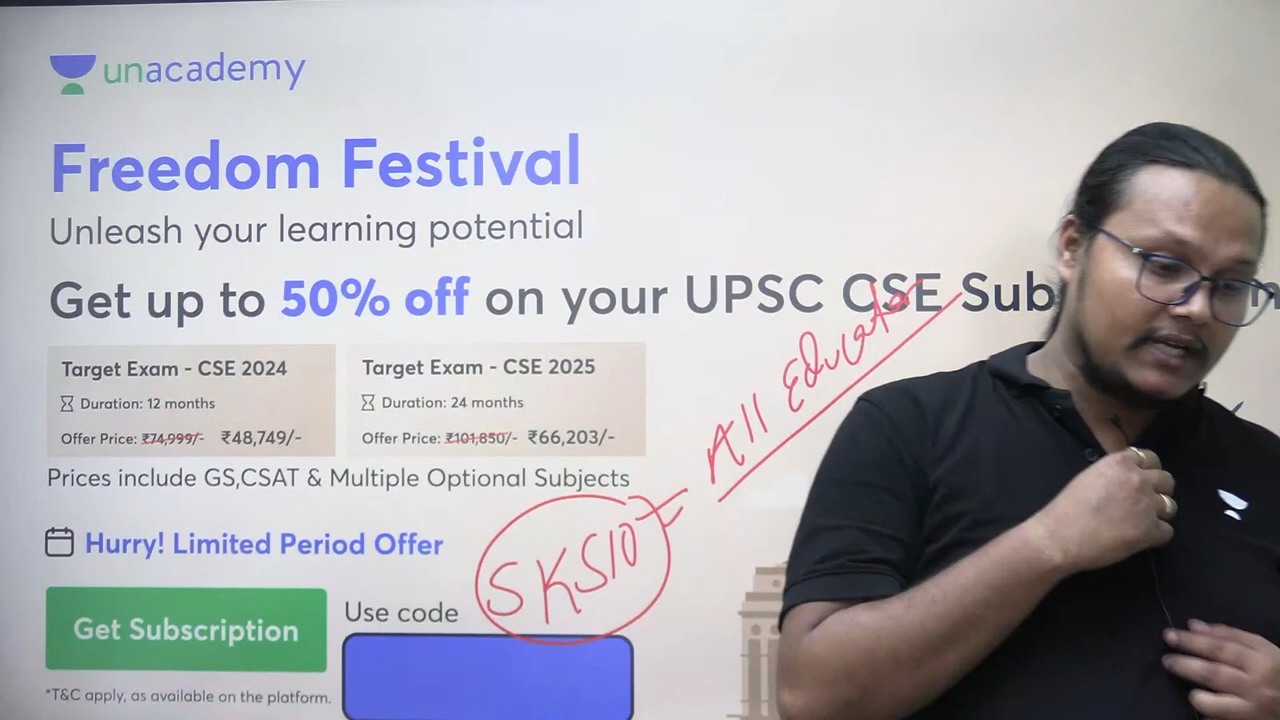 unacademy
Freedom Festival
Unleash your learning potential
Get up to 50% off on your UPSC CSE Sub
Target Exam - CSE 2024
Duration: 12 months
Offer Price: ₹74,999/- ₹48,749/-
Target Exam - CSE 2025
Duration: 24 months
Offer Price: ₹101,850/- ₹66,203/-
Prices include GS,CSAT & Multiple Optional Subjects
Hurry! Limited Period Offer
Get Subscription
Use code
SKS10 = All Educator
*T&C apply, as available on the platform.